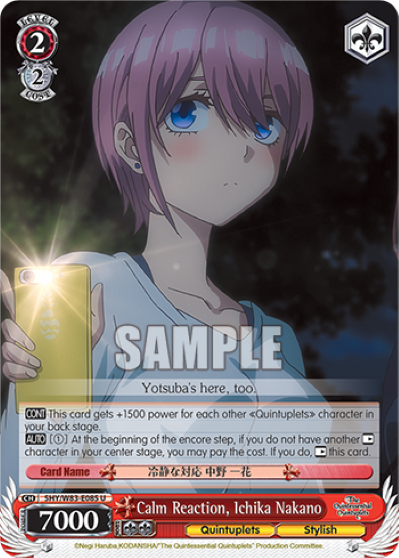 LEVEL
2
2
COST
SAMPLE
Yotsuba's here, too.
CONT This card gets +1500 power for each other «Quintuplets» character in
your back stage.
AUTO [(1)] At the beginning of the encore step, if you do not have another
character in your center stage, you may pay the cost. If you do,
this card.
Card Name
冷静な対応 中野 一花
CH 5HY/W83-E085 U
POWER
7000
Calm Reaction, Ichika Nakano
The
Quintessential
Quintuplets
Quintuplets
Stylish
©Negi Haruba,KODANSHA/"The Quintessential Quintuplets" Production Committee.